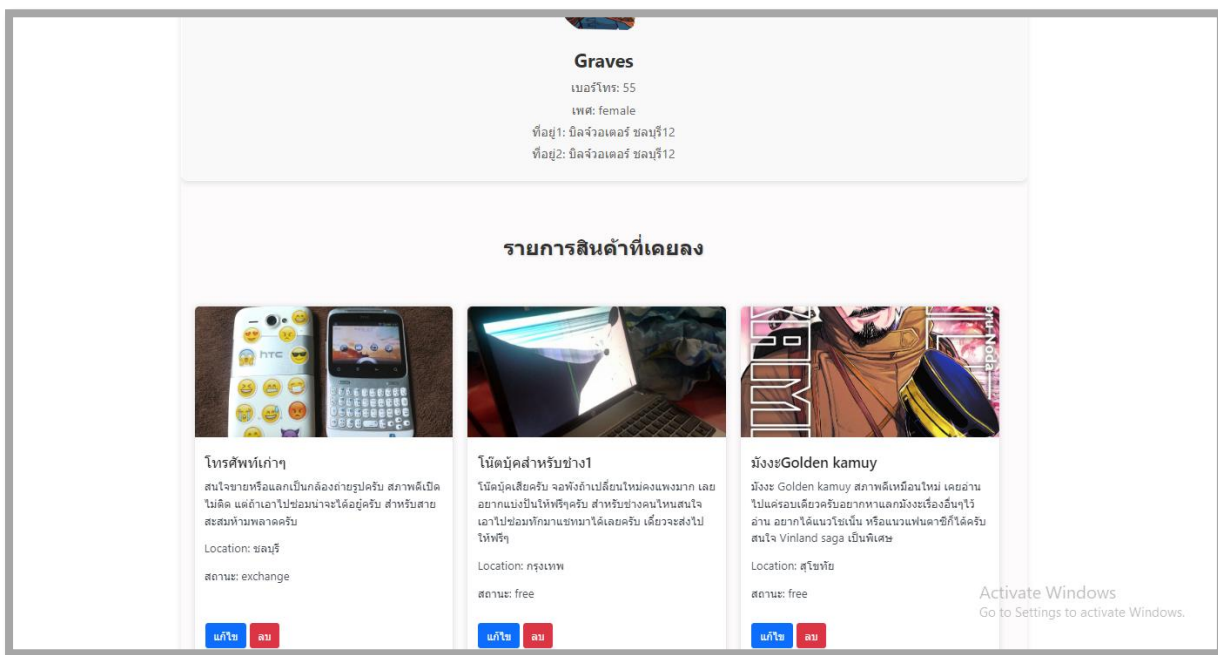 Graves
เบอร์โทร: 55
เพศ: female
ที่อยู่1: บิลจ์วอเตอร์ ชลบุรี12
ที่อยู่2: บิลจ์วอเตอร์ ชลบุรี12
รายการสินค้าที่เคยลง
hTC
KAMU
oru Noda
โทรศัพท์เก่าๆ
สนใจขายหรือแลกเป็นกล้องถ่ายรูปครับ สภาพดีเปิด
ไม่ติด แต่ถ้าเอาไปซ่อมน่าจะได้อยู่ครับ สำหรับสาย
สะสมห้ามพลาดครับ
Location: ชลบุรี
สถานะ: exchange
แก้ไข ลบ
โน๊ตบุ้คสำหรับช่าง1
โน๊ตบุ้คเสียครับ จอพังถ้าเปลี่ยนใหม่คงแพงมาก เลย
อยากแบ่งปันให้ฟรีๆครับ สำหรับช่างคนไหนสนใจ
เอาไปซ่อมทักมาแชทมาได้เลยครับ เดี๋ยวจะส่งไป
ให้ฟรีๆ
Location: กรุงเทพ
สถานะ: free
แก้ไข ลบ
มังงะGolden kamuy
มังงะ Golden kamuy สภาพดีเหมือนใหม่ เคยอ่าน
ไปแค่รอบเดียวครับอยากหาแลกมังงะเรื่องอื่นๆไว้
อ่าน อยากได้แนวโชเน็น หรือแนวแฟนตาซีก็ได้ครับ
สนใจ Vinland saga เป็นพิเศษ
Location: สุโขทัย
สถานะ: free
แก้ไข ลบ
Activate Windows
Go to Settings to activate Windows.